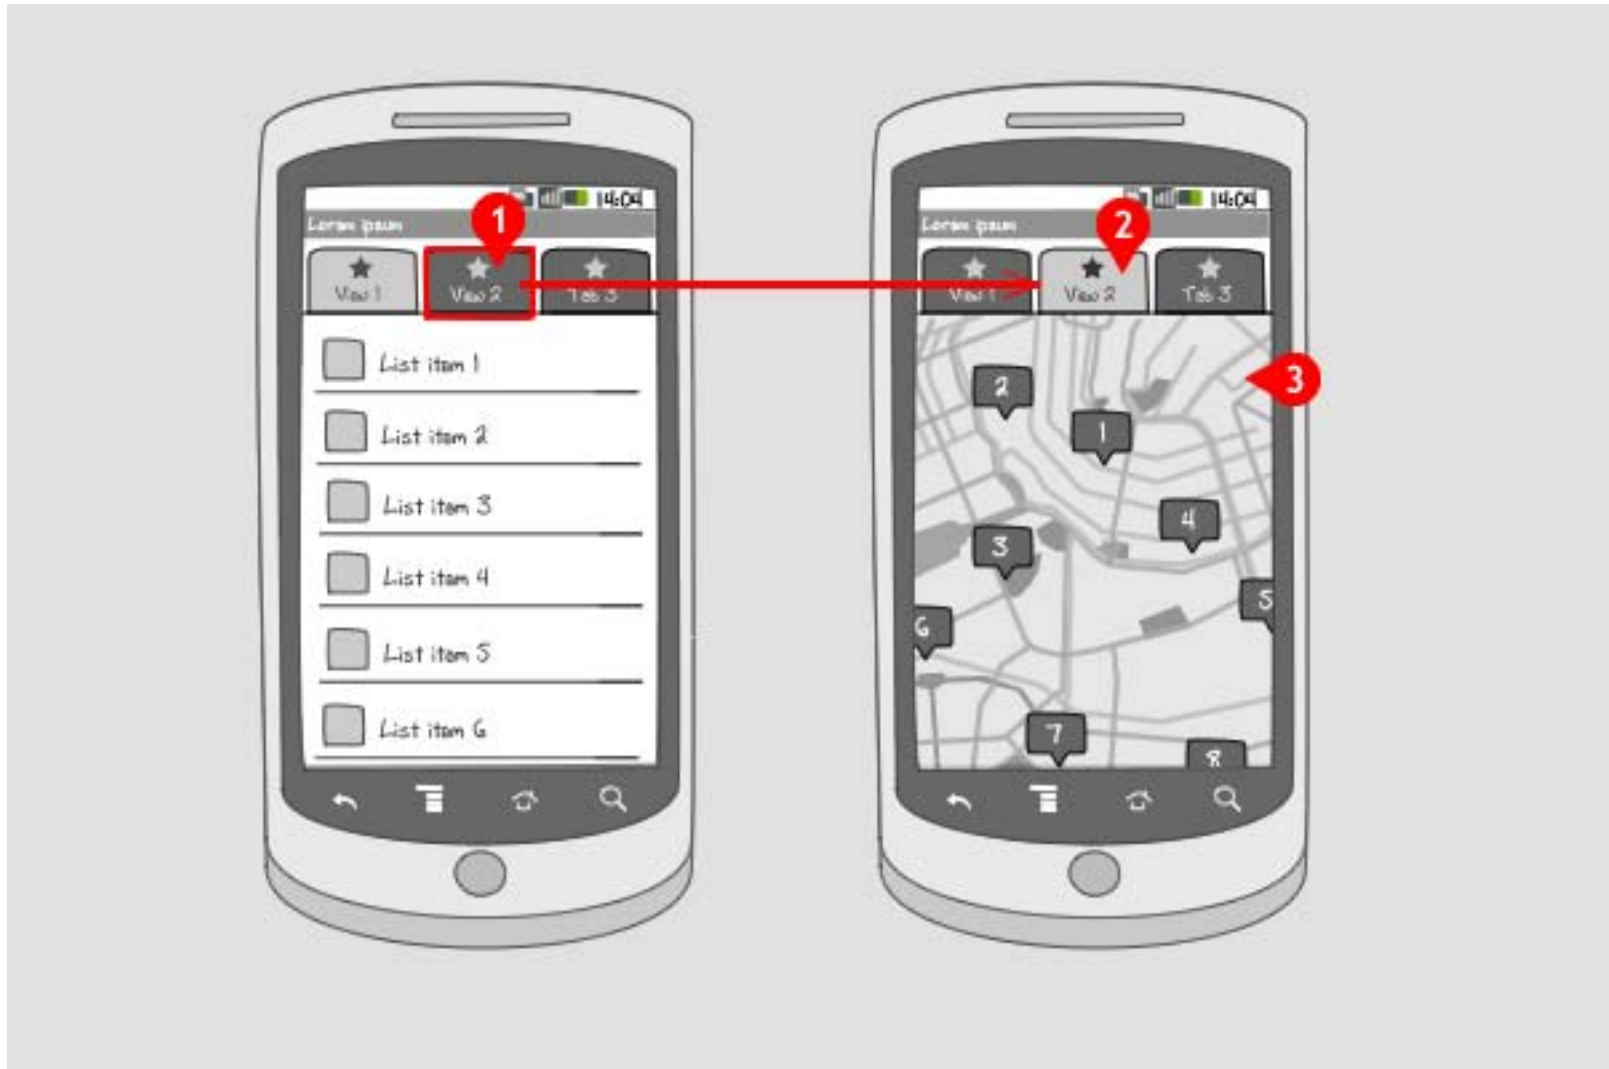 1
14:04
Lorem ipsum
View 1
View 2
Tab 3
List item 1
List item 2
List item 3
List item 4
List item 5
List item 6
2
14:04
Lorem ipsum
View 1
View 2
Tab 3
3
2
1
4
3
5
6
7
8